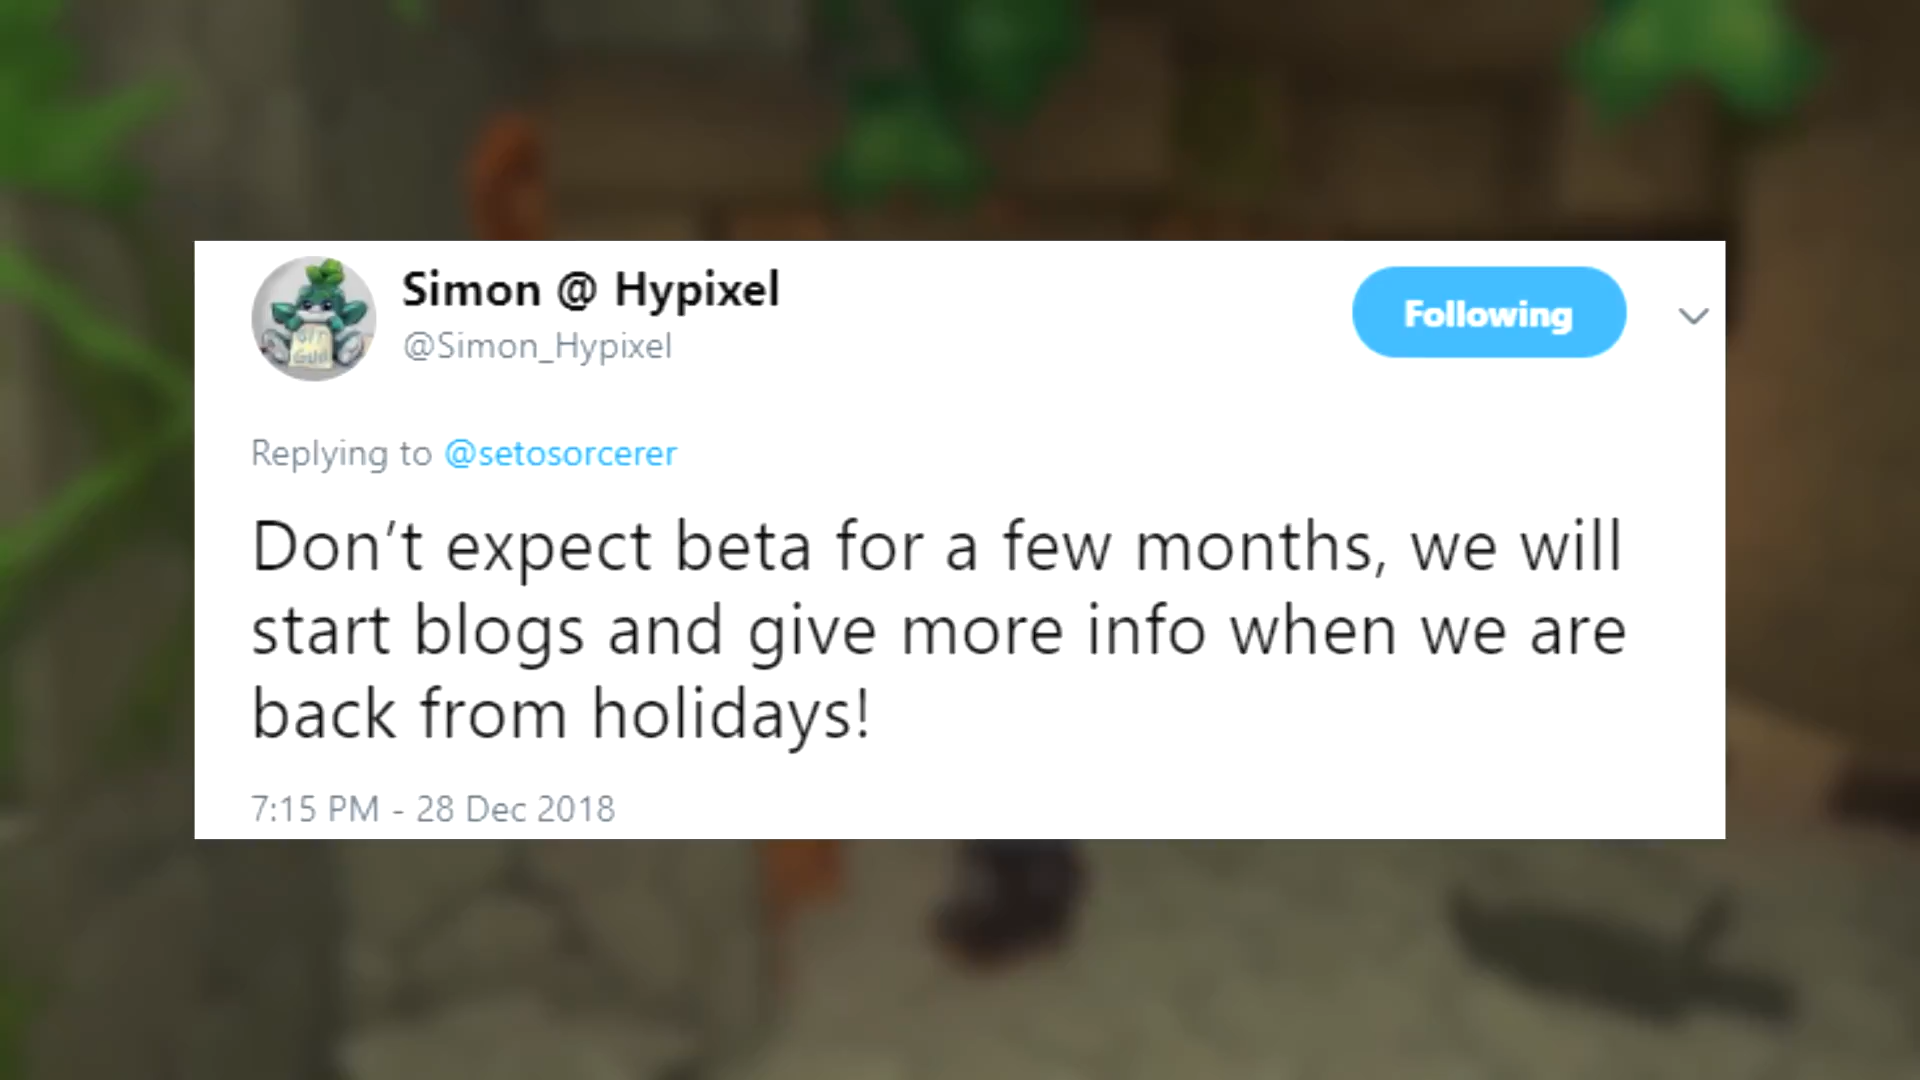 Simon @ Hypixel
@Simon_Hypixel
Following
Replying to @setosorcerer
Don’t expect beta for a few months, we will
start blogs and give more info when we are
back from holidays!
7:15 PM - 28 Dec 2018